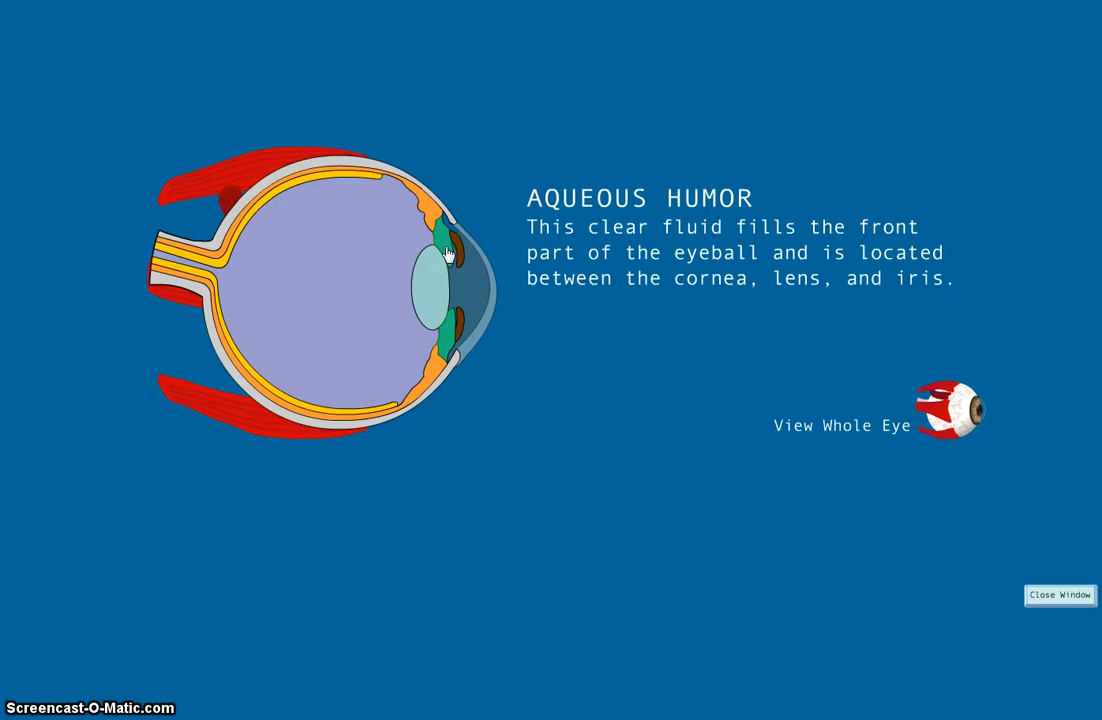 AQUEOUS HUMOR
This clear fluid fills the front
part of the eyeball and is located
between the cornea, lens, and iris.
View Whole Eye
Close Window
Screencast-O-Matic.com